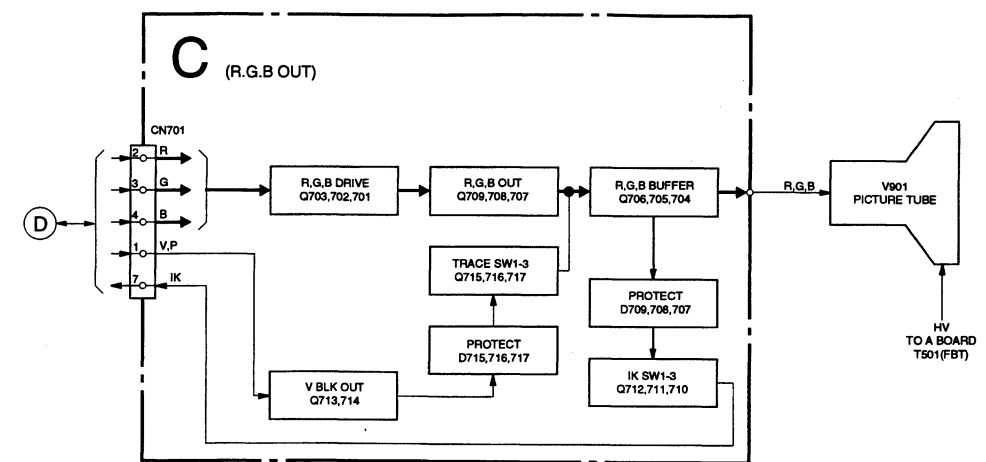 C (R.G.B OUT)
CN701
2 R
3 G
4 B
1 V,P
7 IK
D
R,G,B DRIVE
Q703,702,701
R,G,B OUT
Q709,708,707
R,G,B BUFFER
Q706,705,704
R,G,B
V901
PICTURE TUBE
TRACE SW1-3
Q715,716,717
PROTECT
D709,708,707
PROTECT
D715,716,717
V BLK OUT
Q713,714
IK SW1-3
Q712,711,710
HV
TO A BOARD
T501(FBT)